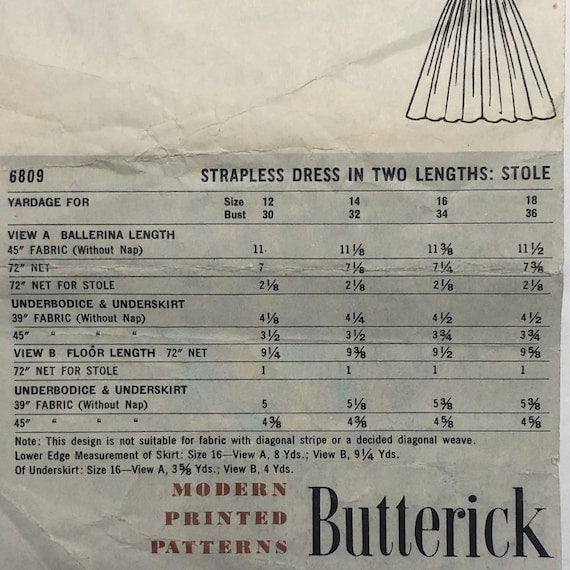 6809 STRAPLESS DRESS IN TWO LENGTHS: STOLE
YARDAGE FOR Size 12 14 16 18
Bust 30 32 34 36
VIEW A BALLERINA LENGTH
45" FABRIC (Without Nap) 11 11⅛ 11⅜ 11½
72" NET 7 7⅛ 7¼ 7⅜
72" NET FOR STOLE 2⅛ 2⅛ 2⅛ 2⅛
UNDERBODICE & UNDERSKIRT
39" FABRIC (Without Nap) 4⅛ 4¼ 4½ 4½
45" " " " 3½ 3½ 3¾ 3¾
VIEW B FLOOR LENGTH 72" NET 9¼ 9⅜ 9½ 9⅝
72" NET FOR STOLE 1 1 1 1
UNDERBODICE & UNDERSKIRT
39" FABRIC (Without Nap) 5 5⅛ 5⅜ 5⅜
45" " " " 4⅜ 4⅜ 4⅝ 4⅝
Note: This design is not suitable for fabric with diagonal stripe or a decided diagonal weave.
Lower Edge Measurement of Skirt: Size 16—View A, 8 Yds.; View B, 9¼ Yds.
Of Underskirt: Size 16—View A, 3⅝ Yds.; View B, 4 Yds.
MODERN
PRINTED
PATTERNS
Butterick